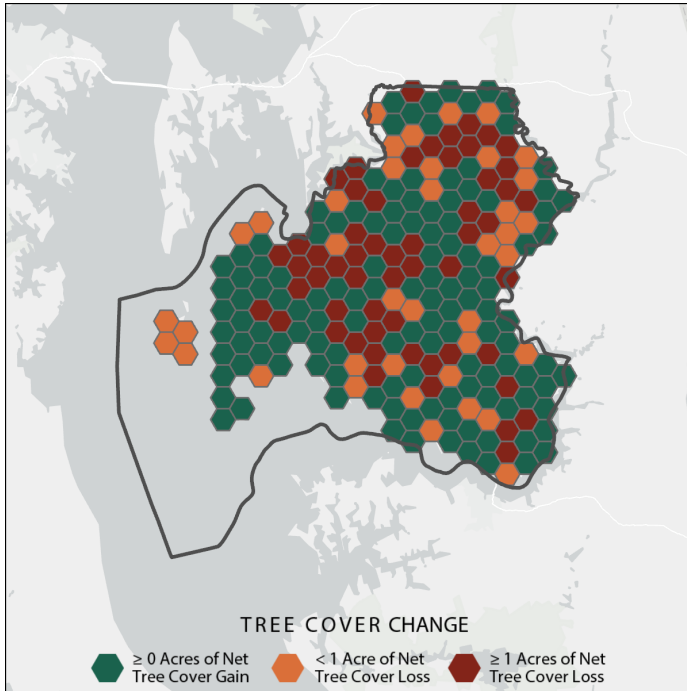 TREE COVER CHANGE
≥ 0 Acres of Net
Tree Cover Gain
< 1 Acre of Net
Tree Cover Loss
≥ 1 Acres of Net
Tree Cover Loss